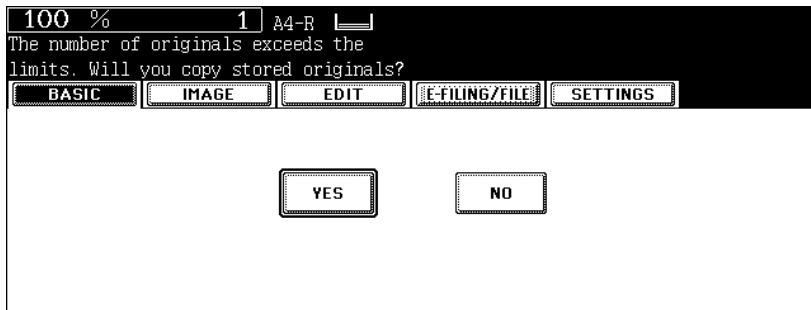 100 % 1 A4-R
The number of originals exceeds the
limits. Will you copy stored originals?
BASIC IMAGE EDIT E-FILING/FILE SETTINGS
YES NO